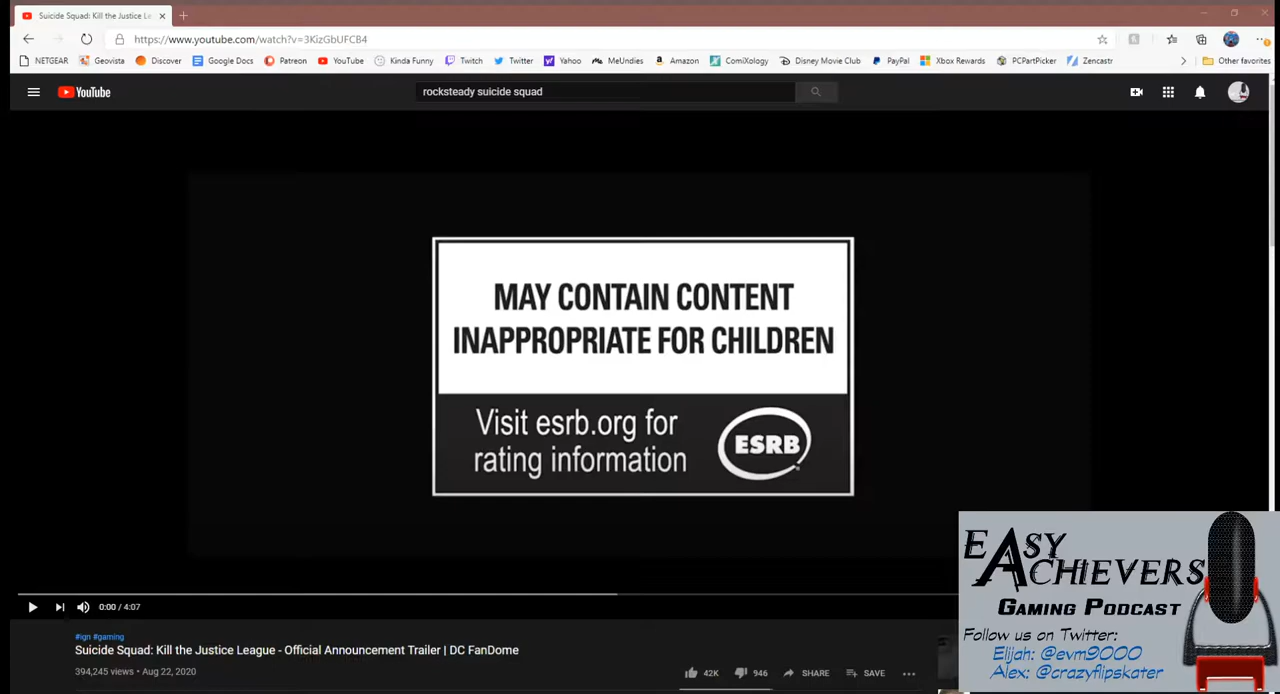 Suicide Squad: Kill the Justice Le
https://www.youtube.com/watch?v=3KizGbUFCB4
NETGEAR Geovista Discover Google Docs Patreon YouTube Kinda Funny Twitch Twitter Yahoo MeUndies Amazon ComiXology Disney Movie Club PayPal Xbox Rewards PCPartPicker Zencastr Other favorites
YouTube rocksteady suicide squad
MAY CONTAIN CONTENT
INAPPROPRIATE FOR CHILDREN
Visit esrb.org for
rating information
ESRB
0:00 / 4:07
#ign #gaming
Suicide Squad: Kill the Justice League - Official Announcement Trailer | DC FanDome
394,245 views • Aug 22, 2020
42K 946 SHARE SAVE
EASY
ACHIEVERS
GAMING PODCAST
Follow us on Twitter:
Elijah: @evm9000
Alex: @crazyflipskater